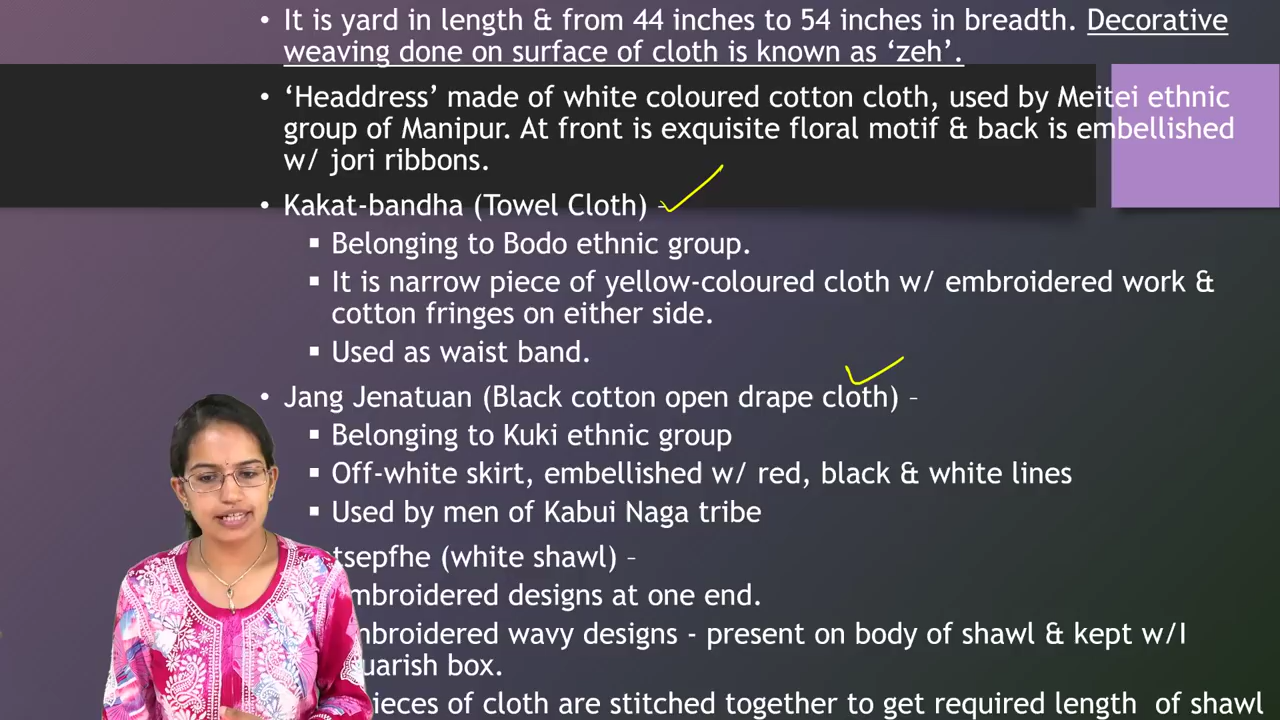 • It is yard in length & from 44 inches to 54 inches in breadth. Decorative
weaving done on surface of cloth is known as ‘zeh’.
• ‘Headdress’ made of white coloured cotton cloth, used by Meitei ethnic
group of Manipur. At front is exquisite floral motif & back is embellished
w/ jori ribbons.
• Kakat-bandha (Towel Cloth) –
▪ Belonging to Bodo ethnic group.
▪ It is narrow piece of yellow-coloured cloth w/ embroidered work &
cotton fringes on either side.
▪ Used as waist band.
• Jang Jenatuan (Black cotton open drape cloth) –
▪ Belonging to Kuki ethnic group
▪ Off-white skirt, embellished w/ red, black & white lines
▪ Used by men of Kabui Naga tribe
(white shawl) –
designs at one end.
wavy designs - present on body of shawl & kept w/I
box.
of cloth are stitched together to get required length of shawl